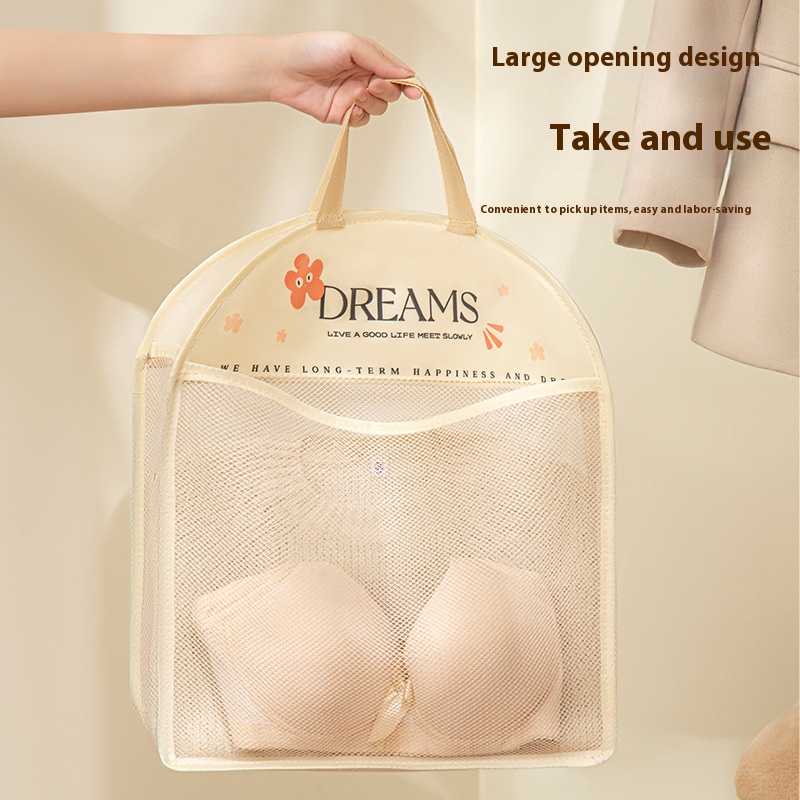 Large opening design
Take and use
Convenient to pick up items, easy and labor-saving
DREAMS
LIVE A GOOD LIFE MEET SLOWLY
WE HAVE LONG-TERM HAPPINESS AND